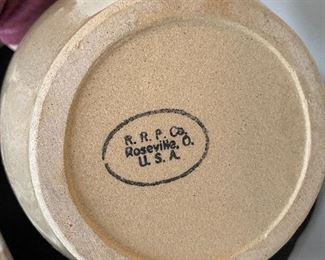 R. R. P. Co.
Roseville, O.
U. S. A.